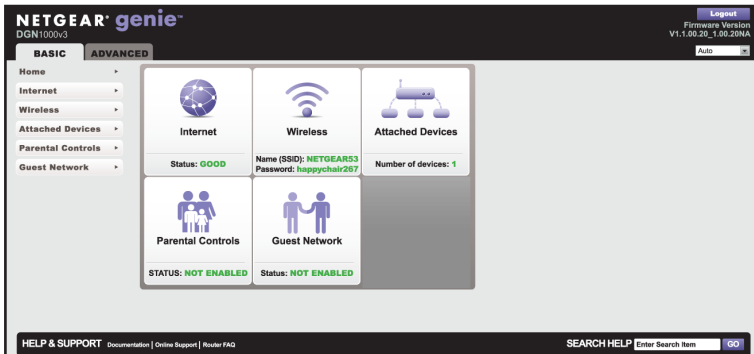 NETGEAR® genie™
DGN1000v3
Logout
Firmware Version
V1.1.00.20_1.00.20NA
BASIC
ADVANCED
Auto
Home
Internet
Wireless
Attached Devices
Parental Controls
Guest Network
Internet
Status: GOOD
Wireless
Name (SSID): NETGEAR53
Password: happychair267
Attached Devices
Number of devices: 1
Parental Controls
STATUS: NOT ENABLED
Guest Network
Status: NOT ENABLED
HELP & SUPPORT Documentation | Online Support | Router FAQ
SEARCH HELP Enter Search Item GO